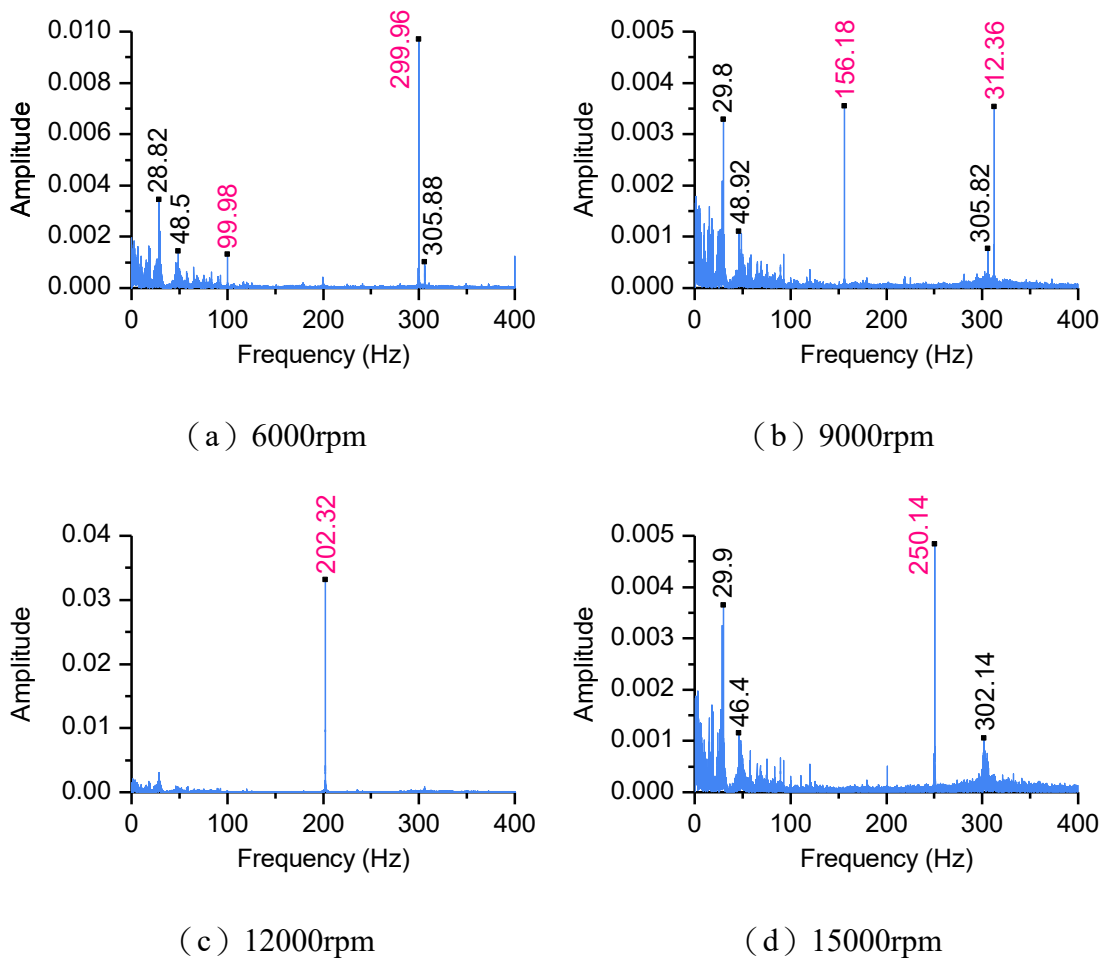 0.010
0.008
0.006
0.004
0.002
0.000
Amplitude
28.82
48.5
99.98
299.96
305.88
0 100 200 300 400
Frequency (Hz)
(a) 6000rpm
0.005
0.004
0.003
0.002
0.001
0.000
Amplitude
29.8
48.92
156.18
305.82
312.36
0 100 200 300 400
Frequency (Hz)
(b) 9000rpm
0.04
0.03
0.02
0.01
0.00
Amplitude
202.32
0 100 200 300 400
Frequency (Hz)
(c) 12000rpm
0.005
0.004
0.003
0.002
0.001
0.000
Amplitude
29.9
46.4
250.14
302.14
0 100 200 300 400
Frequency (Hz)
(d) 15000rpm